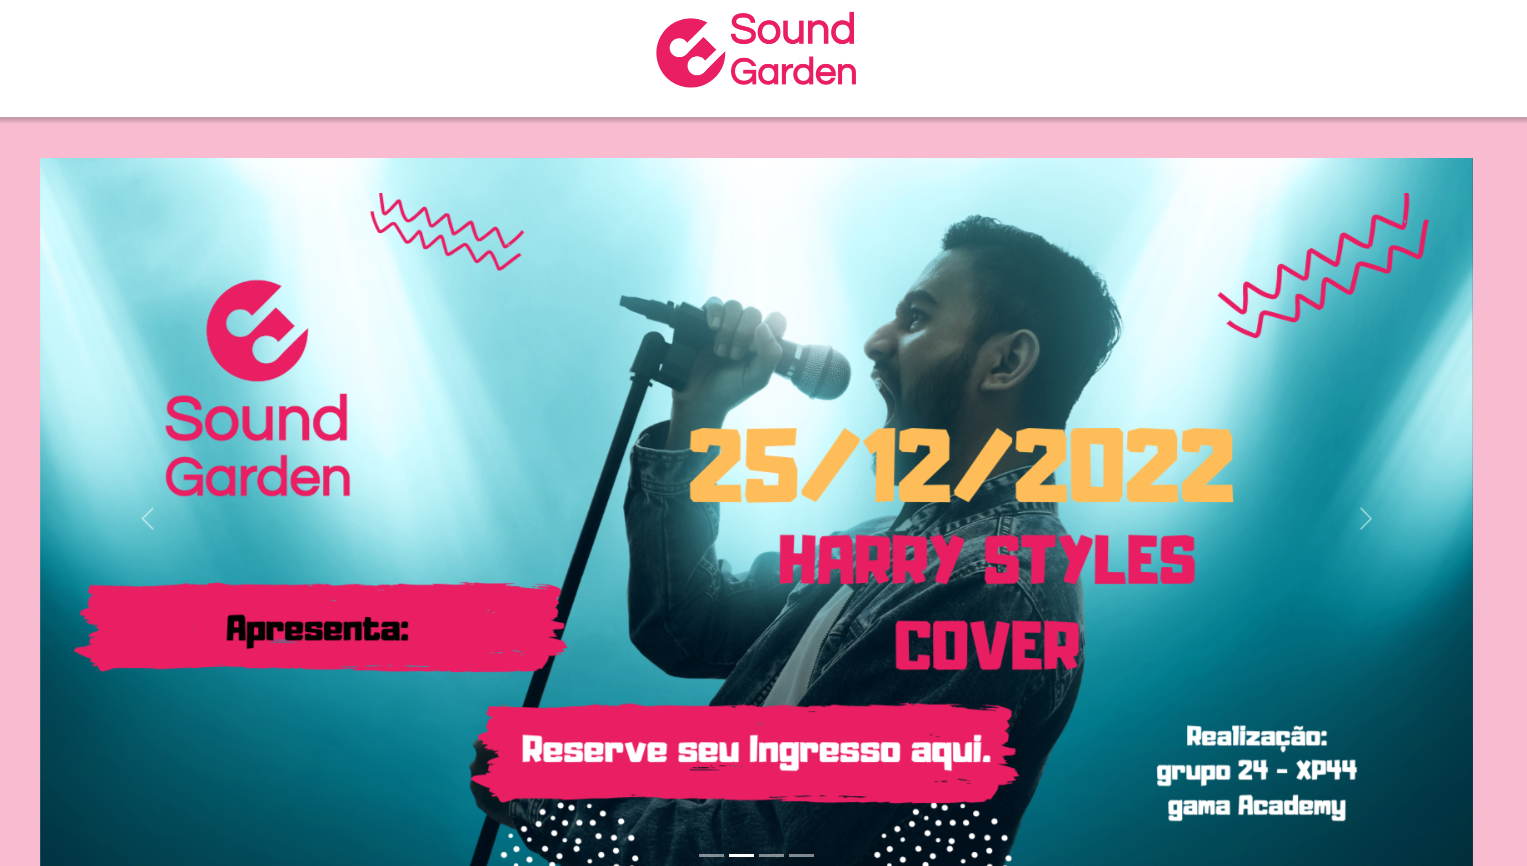 Sound
Garden
Sound
Garden
25/12/2022
HARRY STYLES
COVER
Apresenta:
Reserve seu Ingresso aqui.
Realização:
grupo 24 - XP44
gama Academy